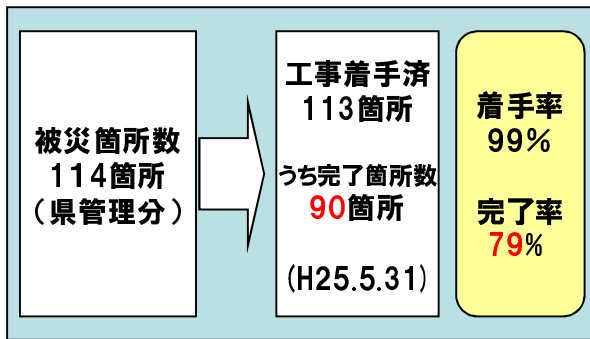 被災箇所数
114箇所
（県管理分）
工事着手済
113箇所
うち完了箇所数
90箇所
(H25.5.31)
着手率
99%
完了率
79%